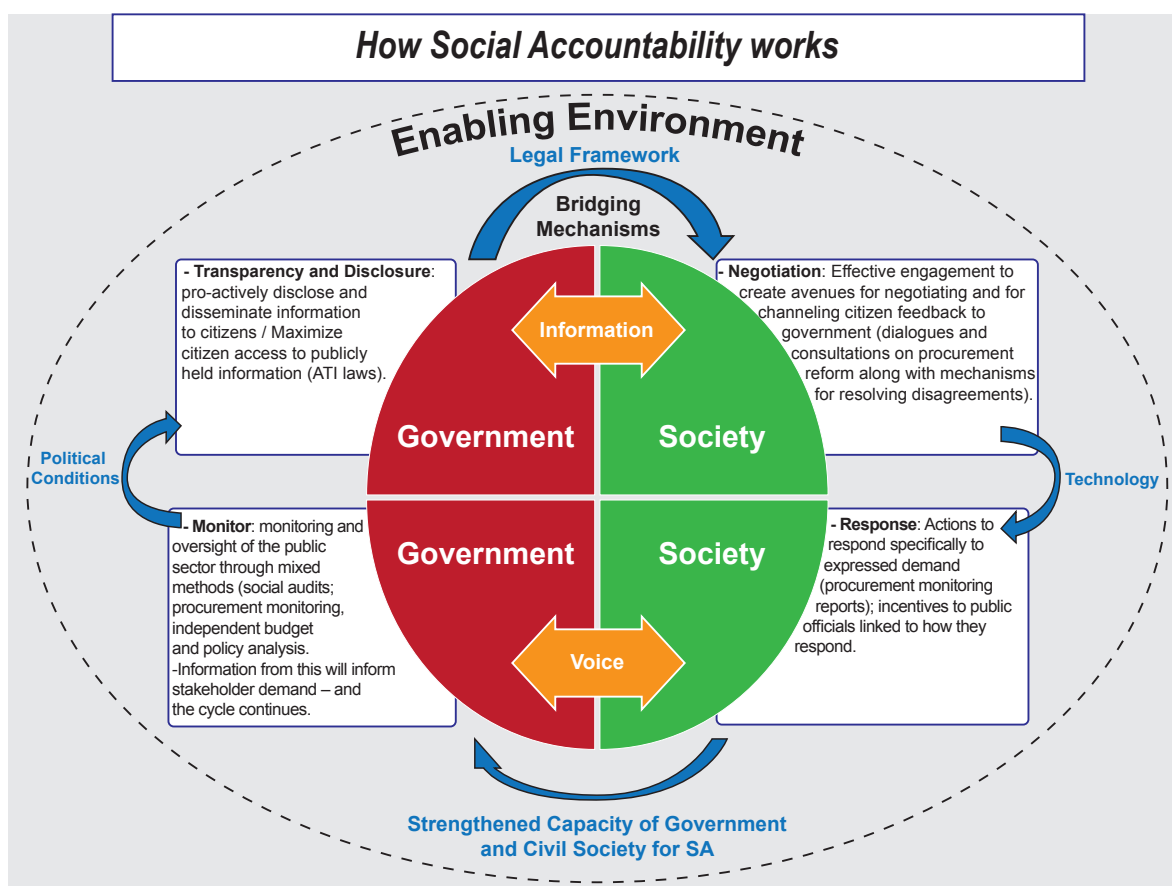 How Social Accountability works
Enabling Environment
Legal Framework
Bridging
Mechanisms
- Transparency and Disclosure:
pro-actively disclose and
disseminate information
to citizens / Maximize
citizen access to publicly
held information (ATI laws).
- Negotiation: Effective engagement to
create avenues for negotiating and for
channeling citizen feedback to
government (dialogues and
consultations on procurement
reform along with mechanisms
for resolving disagreements).
Information
Government
Society
Political
Conditions
Technology
- Monitor: monitoring and
oversight of the public
sector through mixed
methods (social audits;
procurement monitoring,
independent budget
and policy analysis.
-Information from this will inform
stakeholder demand – and
the cycle continues.
Government
Society
- Response: Actions to
respond specifically to
expressed demand
(procurement monitoring
reports); incentives to public
officials linked to how they
respond.
Voice
Strengthened Capacity of Government
and Civil Society for SA